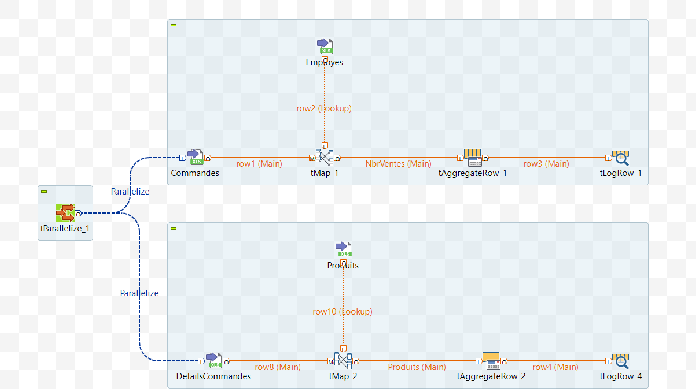 Employes
row2 (Lookup)
Commandes
row1 (Main)
tMap_1
NbrVentes (Main)
tAggregateRow_1
row3 (Main)
tLogRow_1
Parallelize
tParallelize_1
Parallelize
Produits
row10 (Lookup)
DetailsCommandes
row8 (Main)
tMap_2
Produits (Main)
tAggregateRow_2
row4 (Main)
tLogRow_4